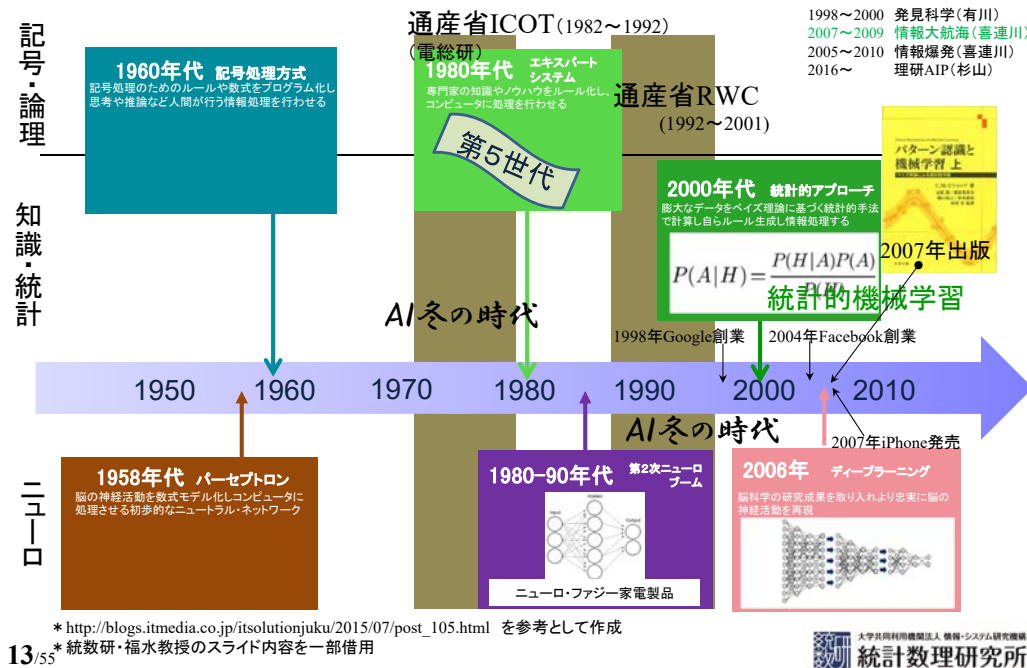 記号・論理
知識・統計
ニューロ
通産省ICOT(1982~1992)
(電総研)
1998~2000 発見科学(有川)
2007~2009 情報大航海(喜連川)
2005~2010 情報爆発(喜連川)
2016~ 理研AIP(杉山)
1960年代 記号処理方式
記号処理のためのルールや数式をプログラム化し
思考や推論など人間が行う情報処理を行わせる
1980年代 エキスパート
システム
専門家の知識やノウハウをルール化し、
コンピュータに処理を行わせる
第5世代
通産省RWC
(1992~2001)
パターン認識と
機械学習 上
2007年出版
2000年代 統計的アプローチ
膨大なデータをベイズ理論に基づく統計的手法
で計算し自らルール生成し情報処理する
P(A|H) = P(H|A)P(A) / P(H)
統計的機械学習
AI冬の時代
1998年Google創業
2004年Facebook創業
1950 1960 1970 1980 1990 2000 2010
AI冬の時代
2007年iPhone発売
1958年代 パーセプトロン
脳の神経活動を数式モデル化しコンピュータに
処理させる初歩的なニュートラル・ネットワーク
1980-90年代 第2次ニューロ
ブーム
Input
Output
ニューロ・ファジー家電製品
2006年 ディープラーニング
脳科学の研究成果を取り入れより忠実に脳の
神経活動を再現
* http://blogs.itmedia.co.jp/itsolutionjuku/2015/07/post_105.html を参考として作成
* 統数研・福水教授のスライド内容を一部借用
13/55
大学共同利用機関法人 情報・システム研究機構
統計数理研究所